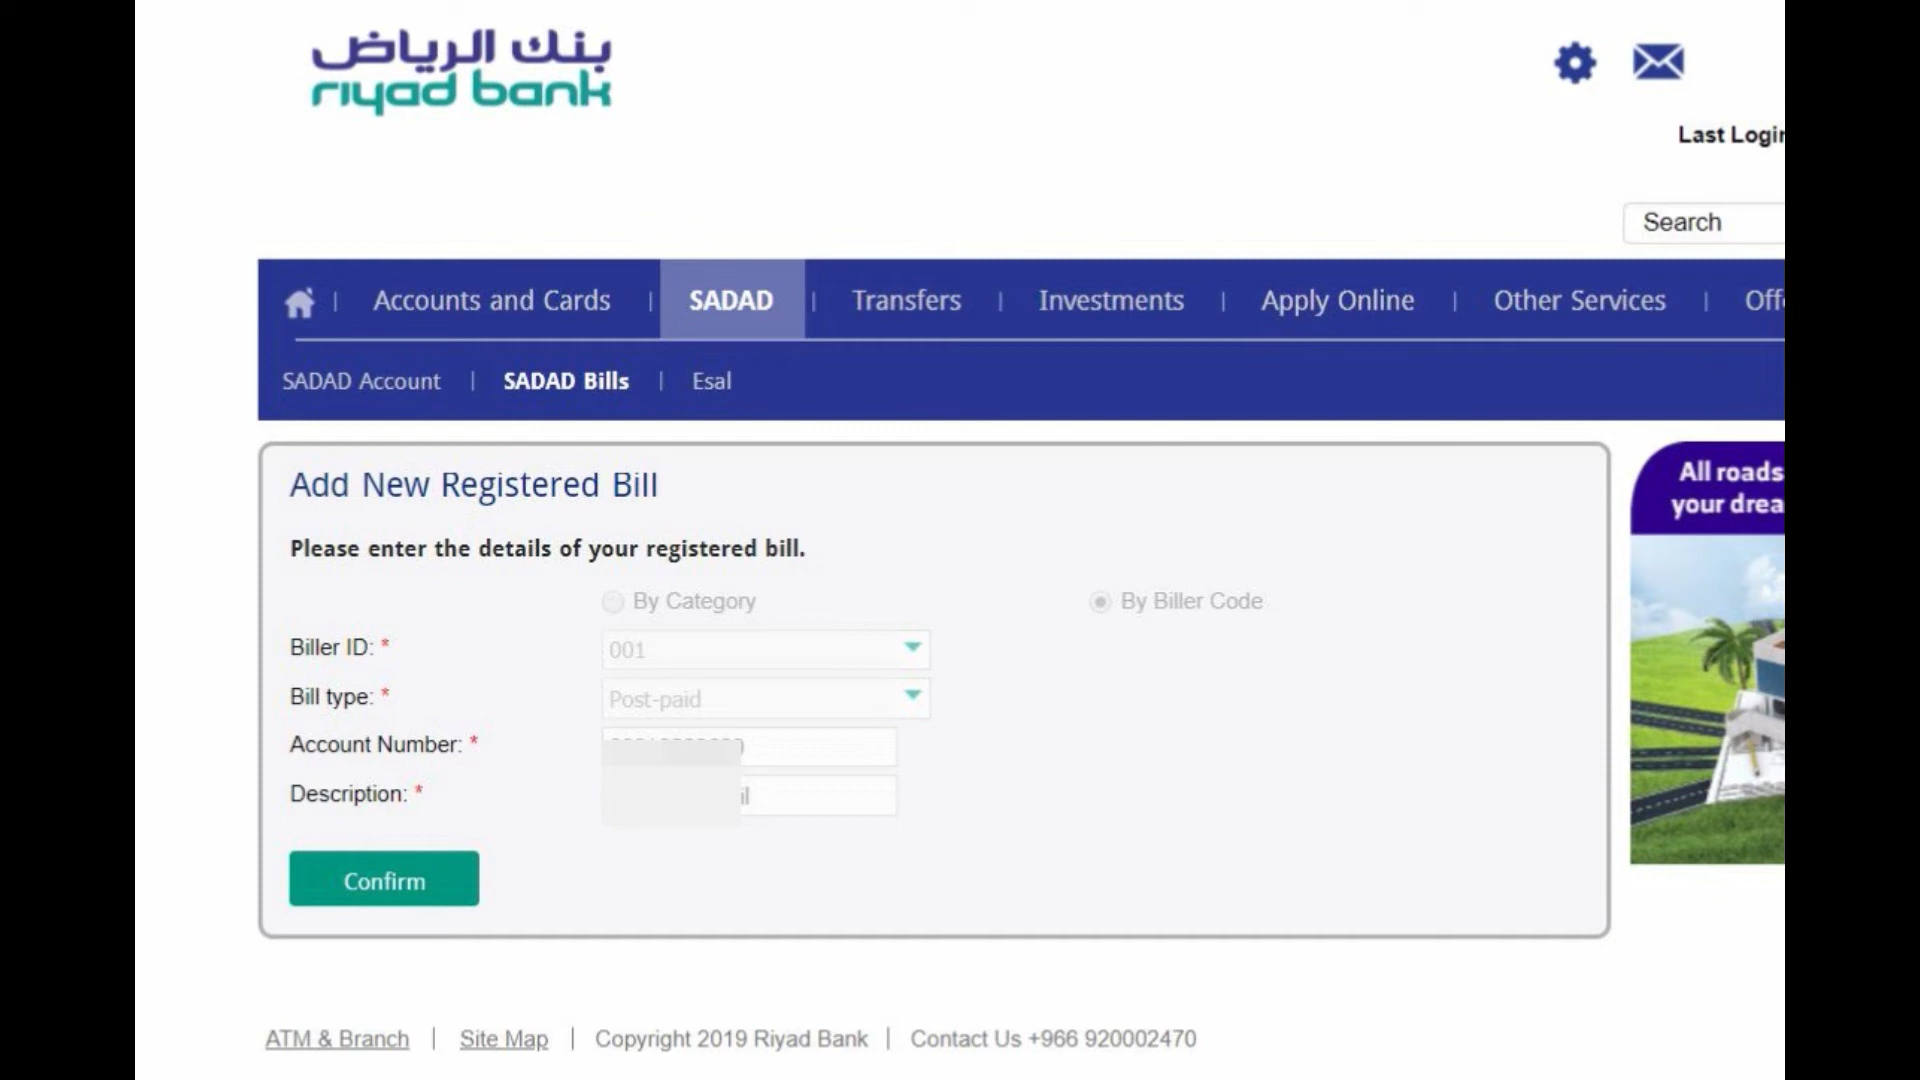 بنك الرياض
riyad bank
Last Login
Search
Accounts and Cards | SADAD | Transfers | Investments | Apply Online | Other Services |
SADAD Account | SADAD Bills | Esal
Add New Registered Bill
Please enter the details of your registered bill.
By Category By Biller Code
Biller ID: * 001
Bill type: * Post-paid
Account Number: *
Description: *
Confirm
All roads
your
ATM & Branch | Site Map | Copyright 2019 Riyad Bank | Contact Us +966 920002470